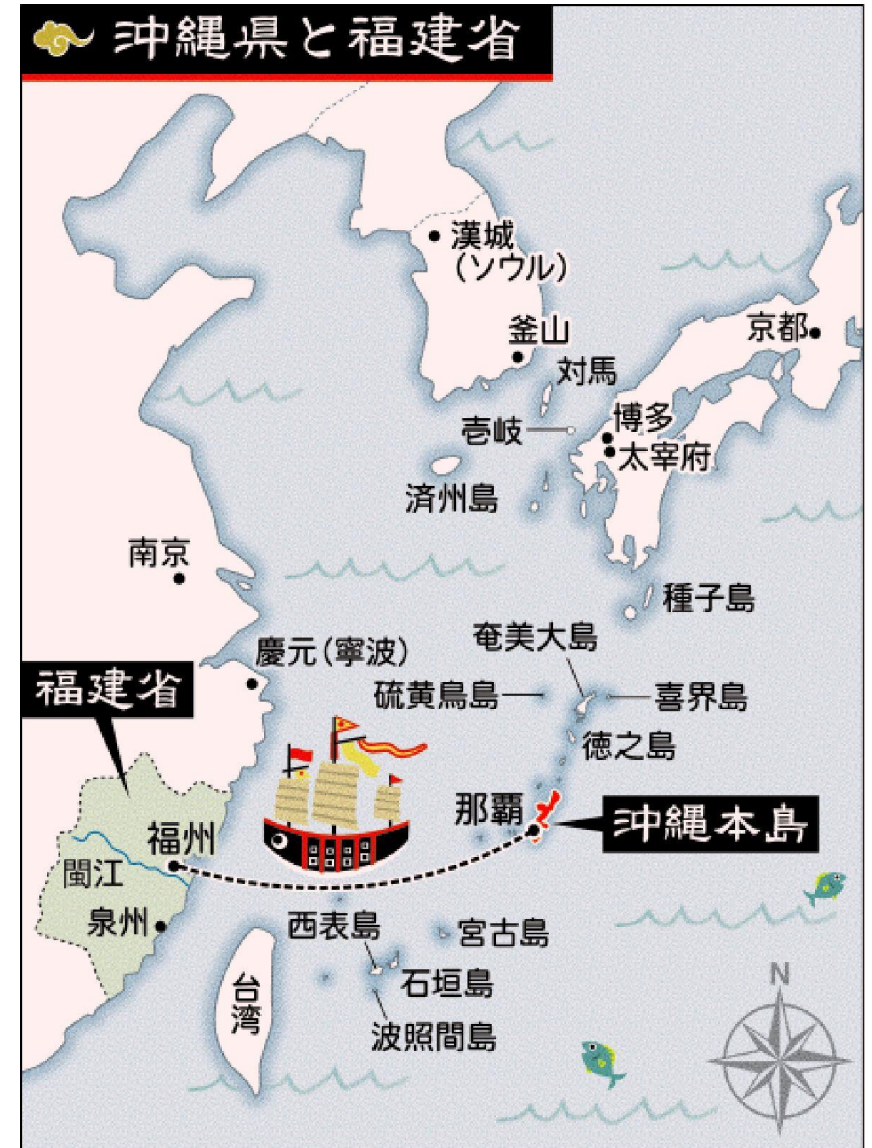 沖縄県と福建省
漢城
(ソウル)
釜山
対馬
京都
壱岐
博多
太宰府
済州島
南京
種子島
奄美大島
慶元(寧波)
硫黄鳥島
喜界島
福建省
徳之島
那覇
沖縄本島
福州
閩江
泉州
西表島
宮古島
石垣島
台湾
波照間島
N